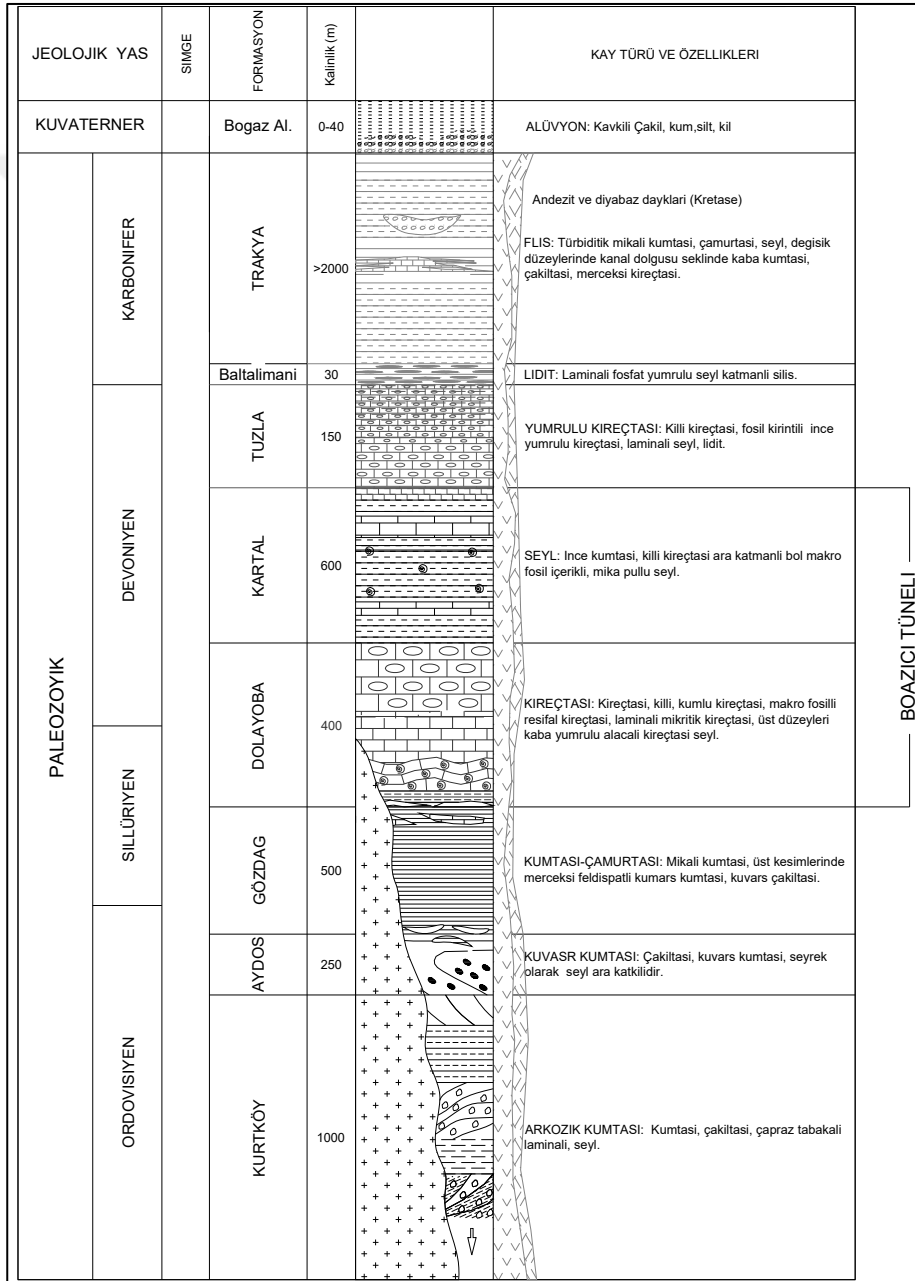 JEOLOJIK YAS
SIMGE
FORMASYON
Kalinlik (m)
KAY TÜRÜ VE ÖZELLIKLERI
KUVATERNER
Bogaz Al.
0-40
ALÜVYON: Kavkili Çakil, kum,silt, kil
PALEOZOYIK
KARBONIFER
TRAKYA
>2000
Andezit ve diyabaz dayklari (Kretase)
FLIS: Türbiditik mikali kumtasi, çamurtasi, seyl, degisik
düzeylerinde kanal dolgusu seklinde kaba kumtasi,
çakiltasi, merceksi kireçtasi.
Baltalimani
30
LIDIT: Laminali fosfat yumrulu seyl katmanli silis.
DEVONIYEN
TUZLA
150
YUMRULU KIREÇTASI: Killi kireçtasi, fosil kirintili ince
yumrulu kireçtasi, laminali seyl, lidit.
KARTAL
600
SEYL: Ince kumtasi, killi kireçtasi ara katmanli bol makro
fosil içerikli, mika pullu seyl.
BOAZICI TÜNELI
DOLAYOBA
400
KIREÇTASI: Kireçtasi, killi, kumlu kireçtasi, makro fosilli
resifal kireçtasi, laminali mikritik kireçtasi, üst düzeyleri
kaba yumrulu alacali kireçtasi seyl.
SILLÜRIYEN
GÖZDAG
500
KUMTASI-ÇAMURTASI: Mikali kumtasi, üst kesimlerinde
merceksi feldispatli kumars kumtasi, kuvars çakiltasi.
ORDOVISIYEN
AYDOS
250
KUVASR KUMTASI: Çakiltasi, kuvars kumtasi, seyrek
olarak seyl ara katkilidir.
KURTKÖY
1000
ARKOZIK KUMTASI: Kumtasi, çakiltasi, çapraz tabakali
laminali, seyl.